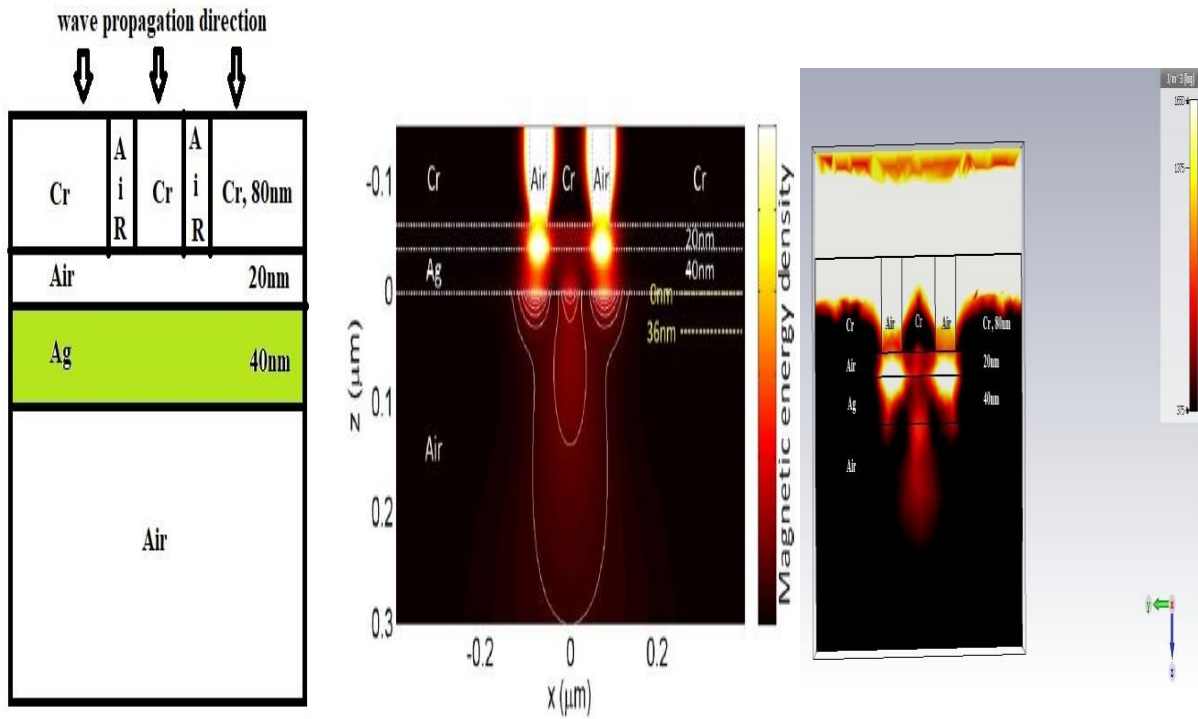 wave propagation direction
A
i
R
A
i
R
Cr
Cr
Cr, 80nm
Air
20nm
Ag
40nm
Air
-0.1
0
0.1
0.2
0.3
z (μm)
Cr
Air
Cr
Air
Cr
20nm
Ag
40nm
0nm
36nm
Air
-0.2
0
0.2
x (μm)
Magnetic energy density
Cr
Air
Cr
Air
Cr, 80nm
Air
20nm
Ag
40nm
Air
1375
375
y
x
z